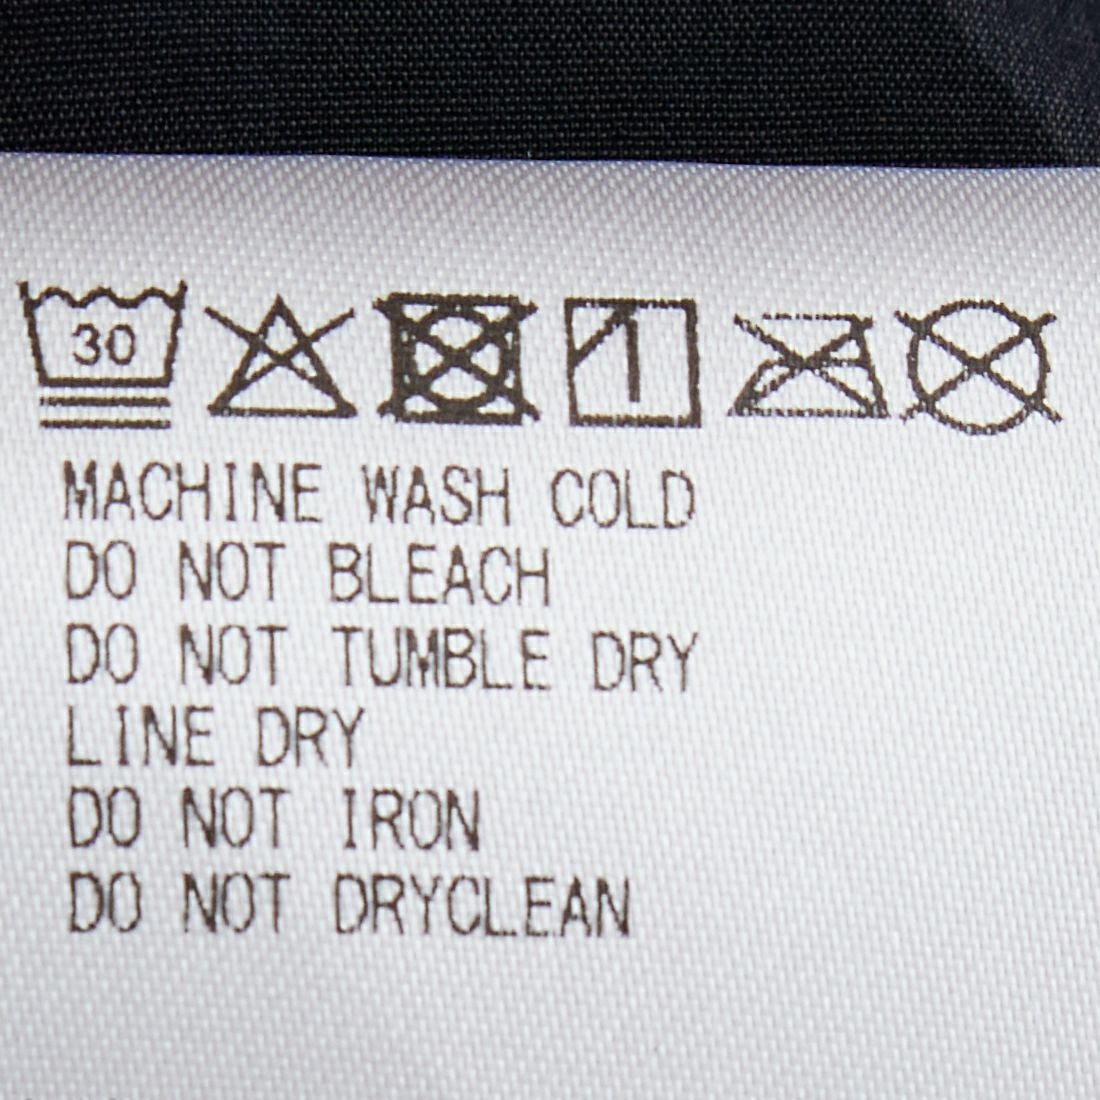 30
MACHINE WASH COLD
DO NOT BLEACH
DO NOT TUMBLE DRY
LINE DRY
DO NOT IRON
DO NOT DRYCLEAN